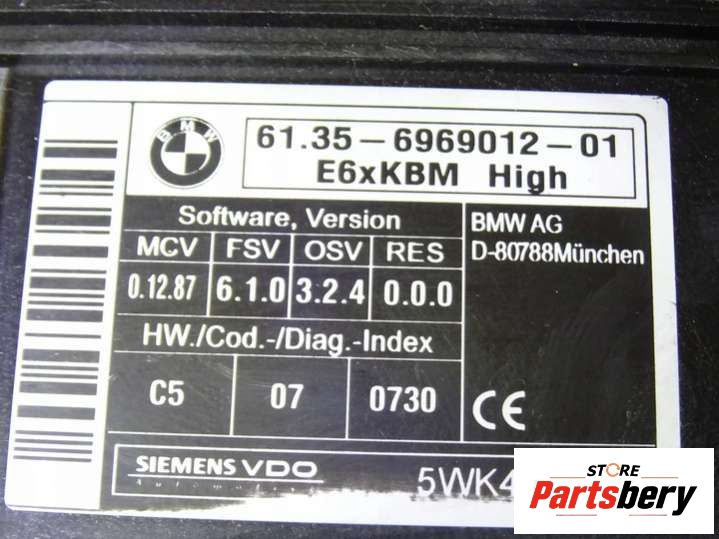 BMW
61.35-6969012-01
E6xKBM High
Software, Version
MCV FSV OSV RES
0.12.87 6.1.0 3.2.4 0.0.0
HW./Cod.-/Diag.-Index
C5 07 0730
BMW AG
D-80788München
CE
SIEMENS VDO
5WK4
STORE
Partsbery